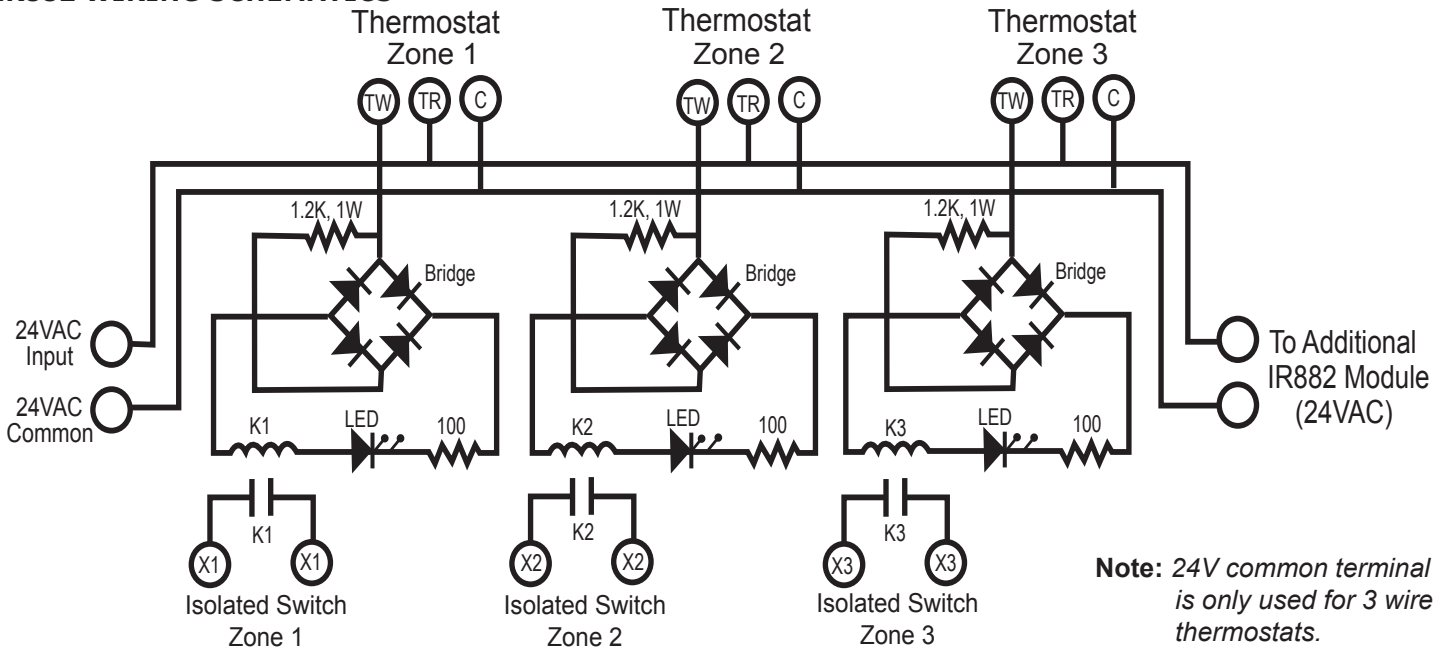 Thermostat
Zone 1
Thermostat
Zone 2
Thermostat
Zone 3
TW TR C
TW TR C
TW TR C
1.2K, 1W
1.2K, 1W
1.2K, 1W
Bridge
Bridge
Bridge
24VAC
Input
24VAC
Common
To Additional
IR882 Module
(24VAC)
K1 LED 100
K2 LED 100
K3 LED 100
K1
K2
K3
X1 X1
X2 X2
X3 X3
Isolated Switch
Zone 1
Isolated Switch
Zone 2
Isolated Switch
Zone 3
Note: 24V common terminal
is only used for 3 wire
thermostats.